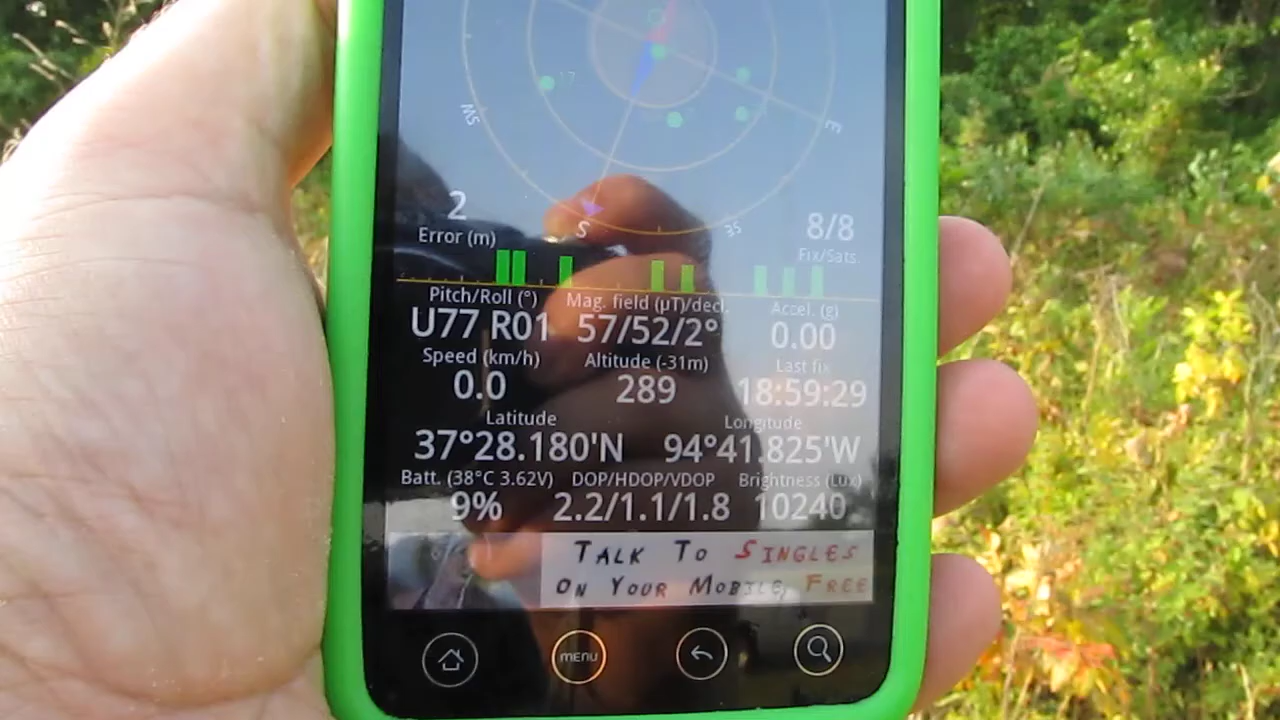 17
SW
E
2
S
SE
8/8
Error (m)
Fix/Sats.
Pitch/Roll (°) Mag. field (µT)/decl. Accel. (g)
U77 R01 57/52/2° 0.00
Speed (km/h) Altitude (-31m) Last fix
0.0 289 18:59:29
Latitude Longitude
37°28.180'N 94°41.825'W
Batt. (38°C 3.62V) DOP/HDOP/VDOP Brightness (Lux)
9% 2.2/1.1/1.8 10240
TALK TO SINGLES
ON YOUR MOBILE, FREE
MENU